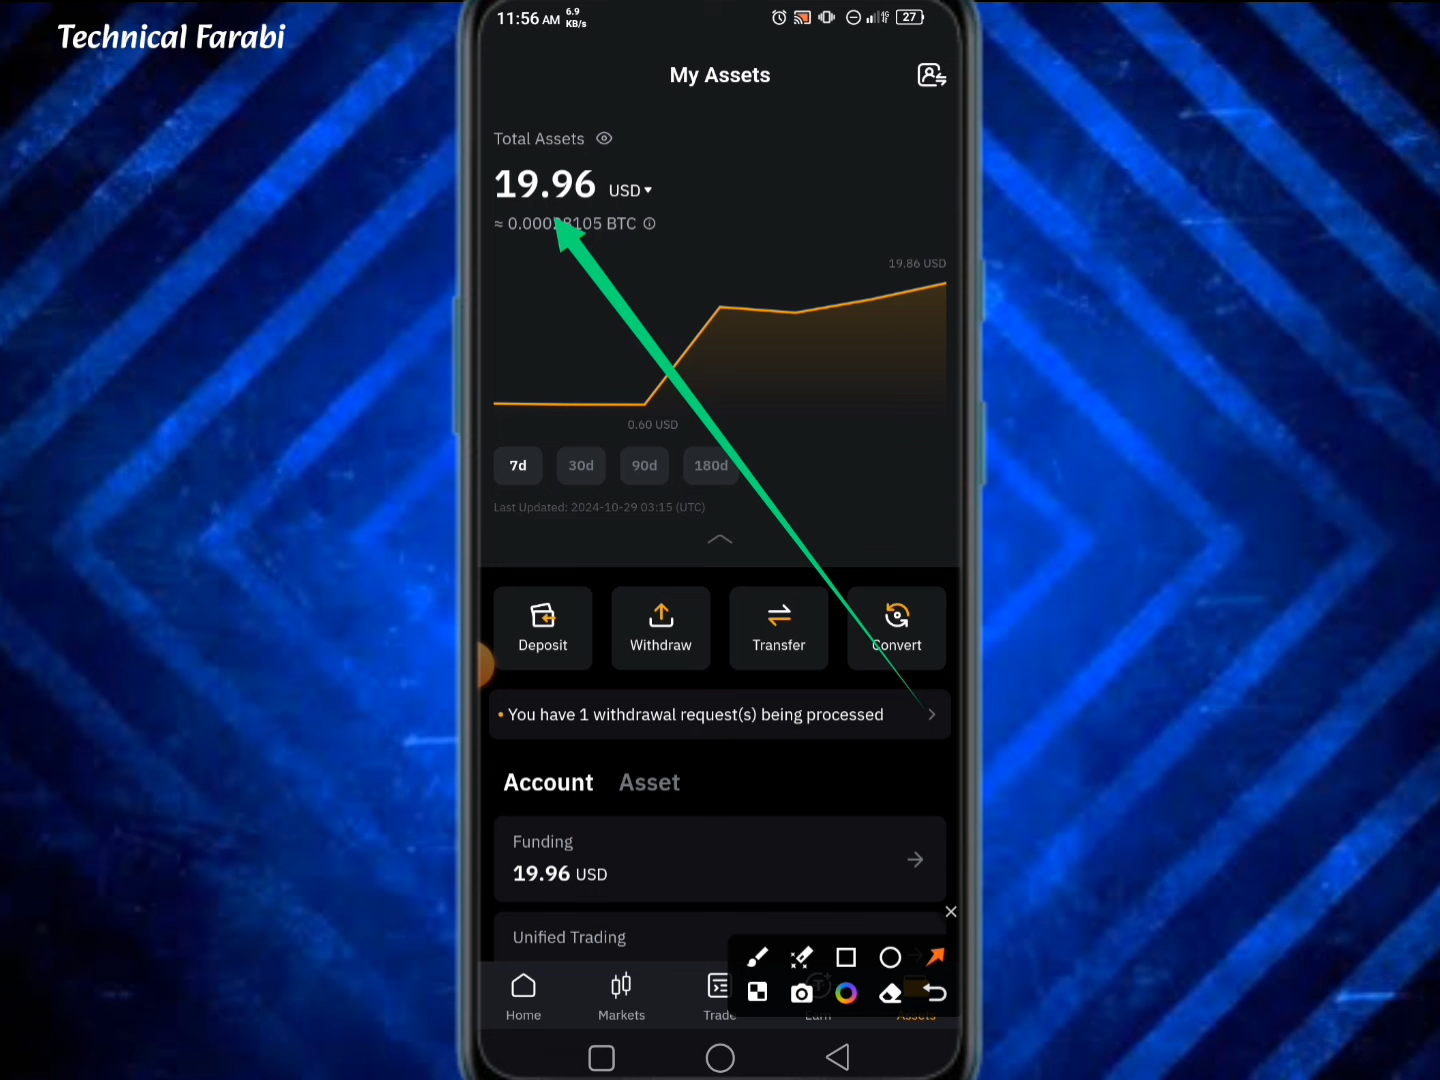 Technical Farabi
11:56 AM
6.9
KB/s
4G
27
My Assets
Total Assets
19.96 USD
BTC
19.86 USD
0.60 USD
7d 30d 90d 180d
Last Updated: 2024-10-29 03:15 (UTC)
Deposit Withdraw Transfer Convert
You have 1 withdrawal request(s) being processed
Account Asset
Funding
19.96 USD
Unified Trading
Home Markets Trade Earn Assets